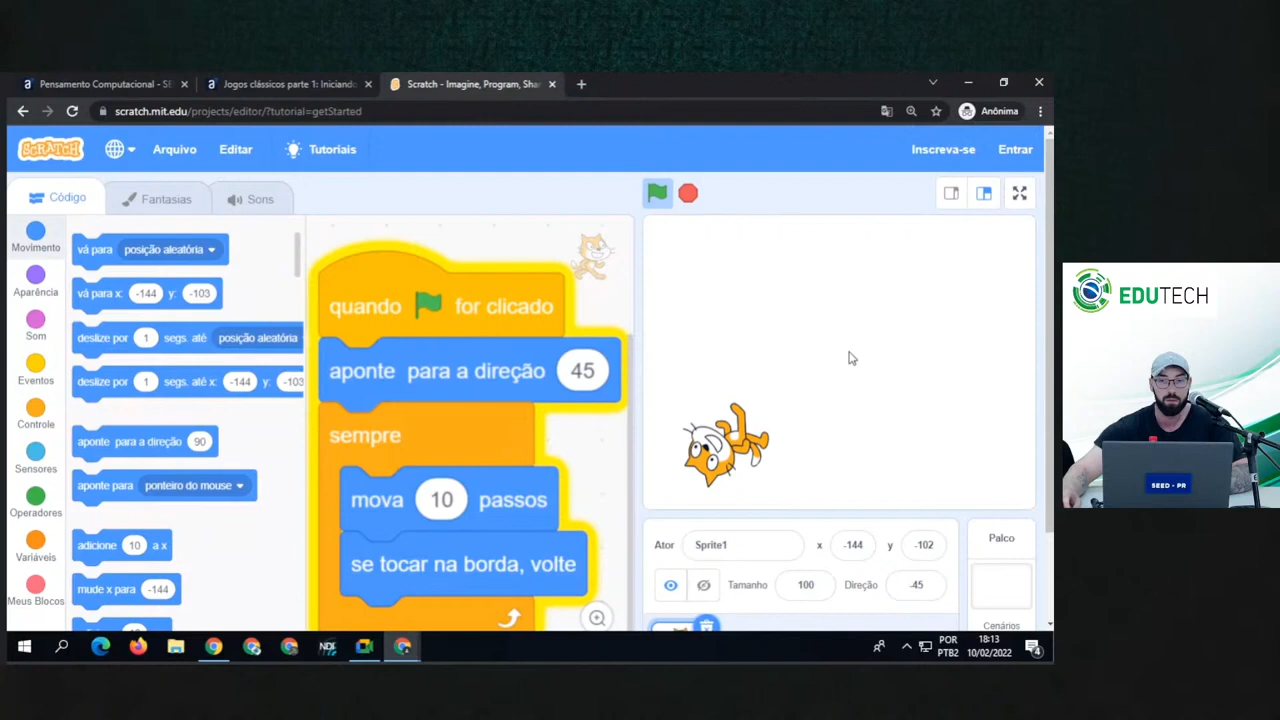 Pensamento Computacional - SE
Jogos clássicos parte 1: Iniciand
Scratch - Imagine, Program, Shar
scratch.mit.edu/projects/editor/?tutorial=getStarted
Anônima
SCRATCH
Arquivo
Editar
Tutoriais
Inscreva-se
Entrar
Código
Fantasias
Sons
Movimento
Aparência
Som
Eventos
Controle
Sensores
Operadores
Variáveis
Meus Blocos
vá para posição aleatória
vá para x: -144 y: -103
deslize por 1 segs. até posição aleatória
deslize por 1 segs. até x: -144 y: -103
aponte para a direção 90
aponte para ponteiro do mouse
adicione 10 a x
mude x para -144
quando for clicado
aponte para a direção 45
sempre
mova 10 passos
se tocar na borda, volte
Ator Sprite1 x -144 y -102
Tamanho 100 Direção -45
Palco
Cenários
EDUTECH
SEED - PR
NDI
POR
PTB2
18:13
10/02/2022
4